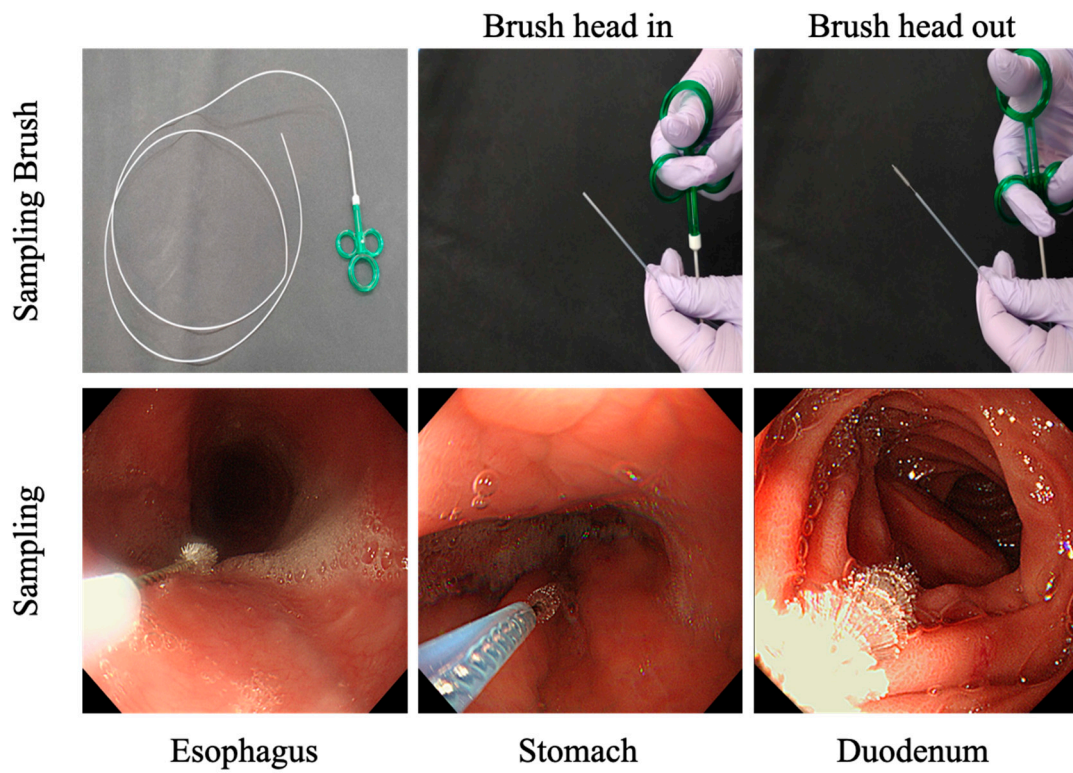 Brush head in
Brush head out
Sampling Brush
Sampling
Esophagus
Stomach
Duodenum